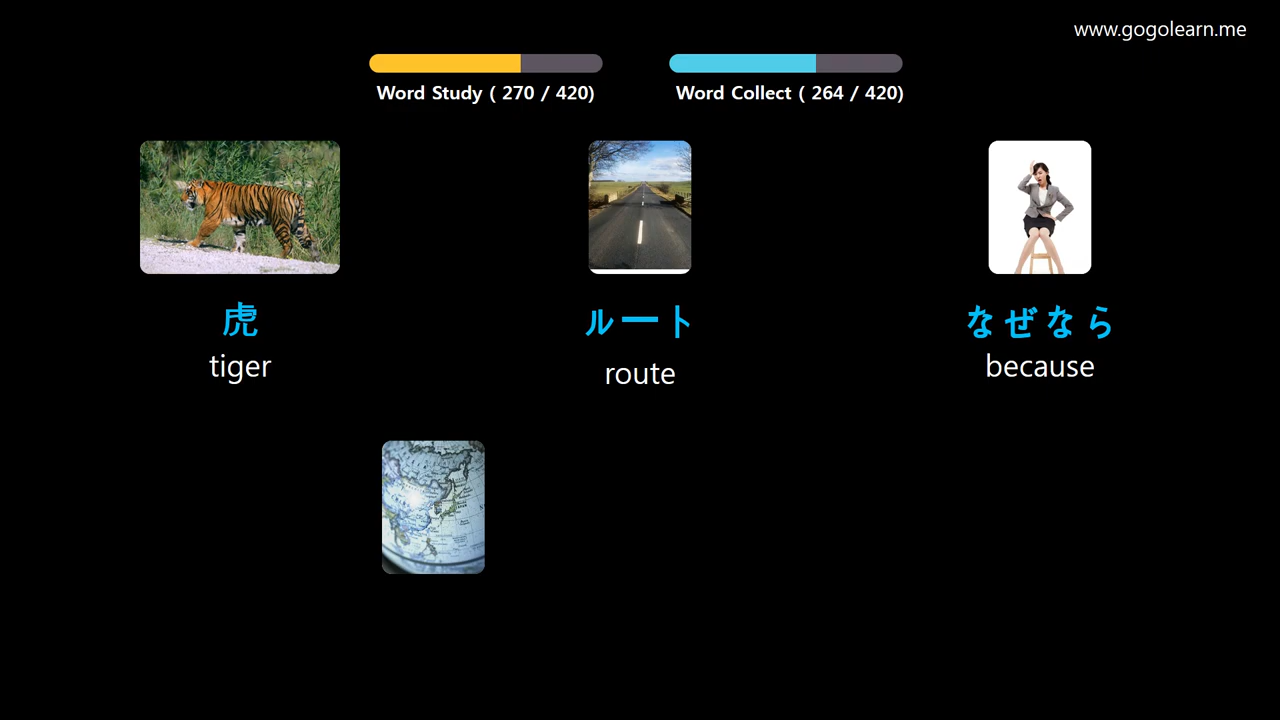 www.gogolearn.me
Word Study ( 270 / 420)
Word Collect ( 264 / 420)
虎
tiger
ルート
route
なぜなら
because